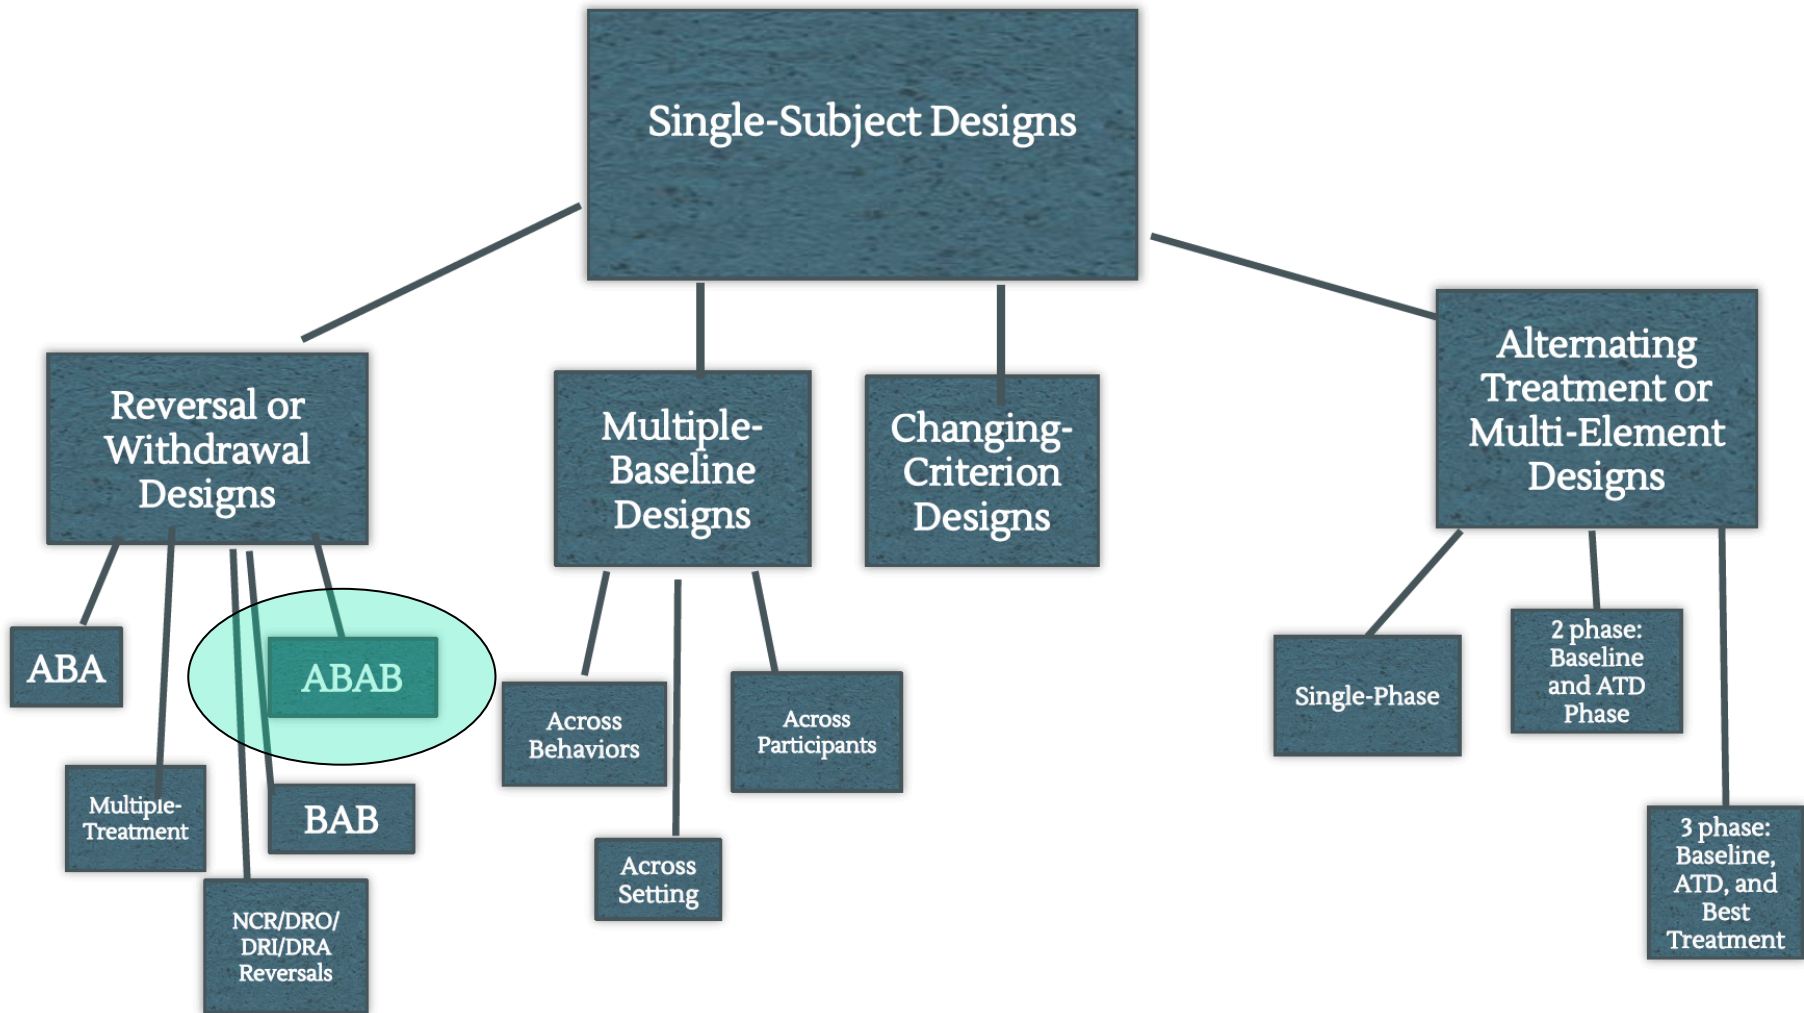 Single-Subject Designs
Reversal or
Withdrawal
Designs
Multiple-
Baseline
Designs
Changing-
Criterion
Designs
Alternating
Treatment or
Multi-Element
Designs
ABA
ABAB
Multiple-
Treatment
BAB
NCR/DRO/
DRI/DRA
Reversals
Across
Behaviors
Across
Setting
Across
Participants
Single-Phase
2 phase:
Baseline
and ATD
Phase
3 phase:
Baseline,
ATD, and
Best
Treatment